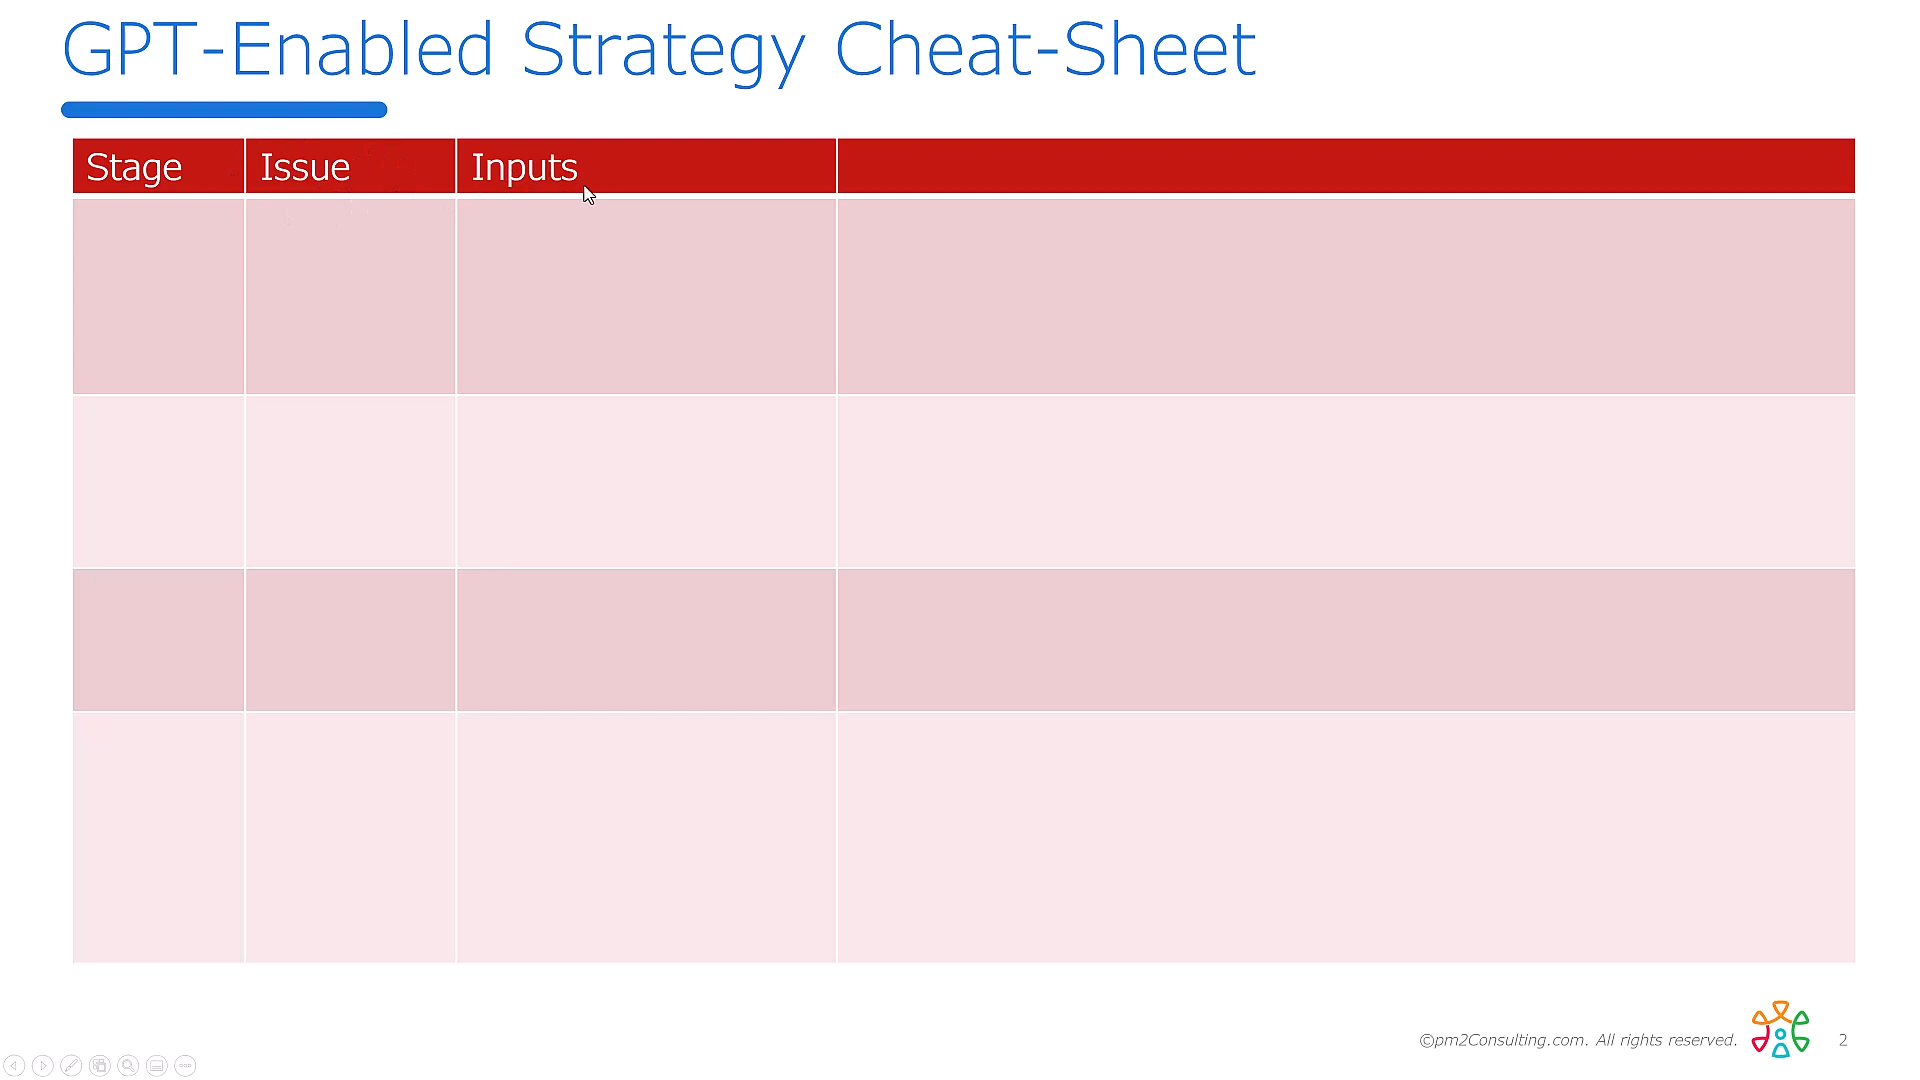 GPT-Enabled Strategy Cheat-Sheet
Stage Issue Inputs
©pm2Consulting.com. All rights reserved. 2